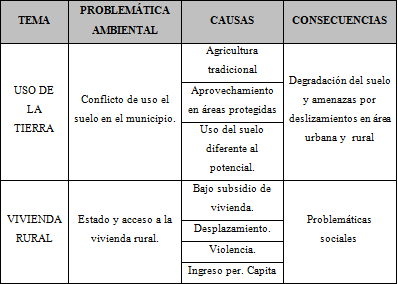 TEMA
PROBLEMÁTICA
AMBIENTAL
CAUSAS
CONSECUENCIAS
USO DE
LA
TIERRA
Conflicto de uso el
suelo en el municipio.
Agricultura
tradicional
Aprovechamiento
en áreas protegidas
Uso del suelo
diferente al
potencial.
Degradación del suelo
y amenazas por
deslizamientos en área
urbana y rural
VIVIENDA
RURAL
Estado y acceso a la
vivienda rural.
Bajo subsidio de
vivienda.
Desplazamiento.
Violencia.
Ingreso per. Capita
Problemáticas
sociales